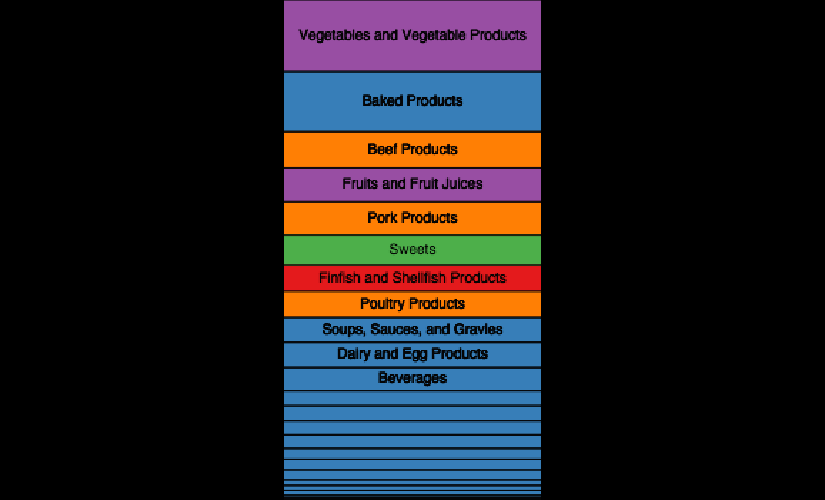 Vegetables and Vegetable Products
Baked Products
Beef Products
Fruits and Fruit Juices
Pork Products
Sweets
Finfish and Shellfish Products
Poultry Products
Soups, Sauces, and Gravies
Dairy and Egg Products
Beverages